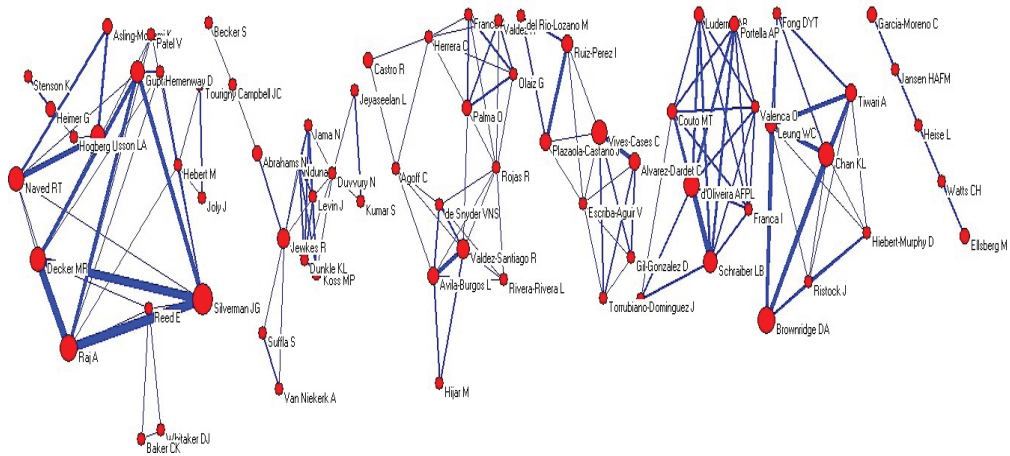 Asling-Monemi K
Patel V
Stenson K
Heimer G
Hemenway D
Hogberg U
sson LA
Naved RT
Decker MR
Raj A
Silverman JG
Reed E
Baker CK
Whitaker DJ
Hebert M
Joly J
Becker S
Tourigny
Campbell JC
Abrahams N
Jama N
Nduna
Levin J
Duvvury N
Jeyaseelan L
Kumar S
Jewkes R
Dunkle KL
Koss MP
Suffla S
Van Niekerk A
Castro R
Herrera C
Valdez
del Rio-Lozano M
Ruiz-Perez I
Olaiz G
Palma O
Plazaola-Castano J
Agoff C
Rojas R
de Snyder VNS
Valdez-Santiago R
Avila-Burgos L
Rivera-Rivera L
Hijar M
Vives-Cases C
Alvarez-Dardet C
Escriba-Aguir V
Gil-Gonzalez D
Torrubiano-Dominguez J
Portella AP
Couto MT
Valenca O
d'Oliveira AFPL
Franca I
Schraiber LB
Fong DYT
Tiwari A
Leung WC
Chan KL
Hiebert-Murphy D
Ristock J
Brownridge DA
Garcia-Moreno C
Jansen HAFM
Heise L
Watts CH
Ellsberg M